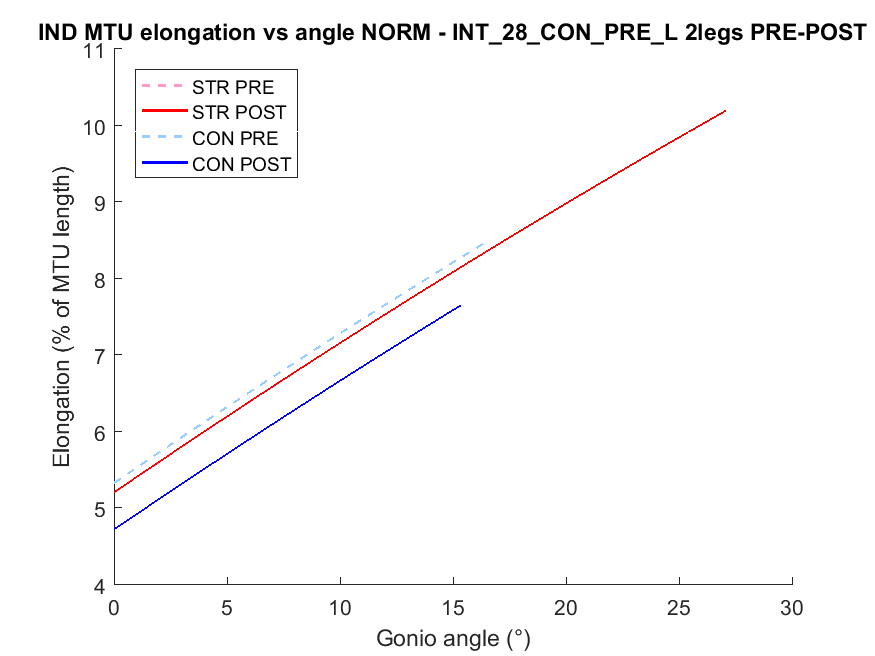 IND MTU elongation vs angle NORM - INT_28_CON_PRE_L 2legs PRE-POST
11
10
9
8
7
6
5
4
Elongation (% of MTU length)
STR PRE
STR POST
CON PRE
CON POST
0 5 10 15 20 25 30
Gonio angle (°)